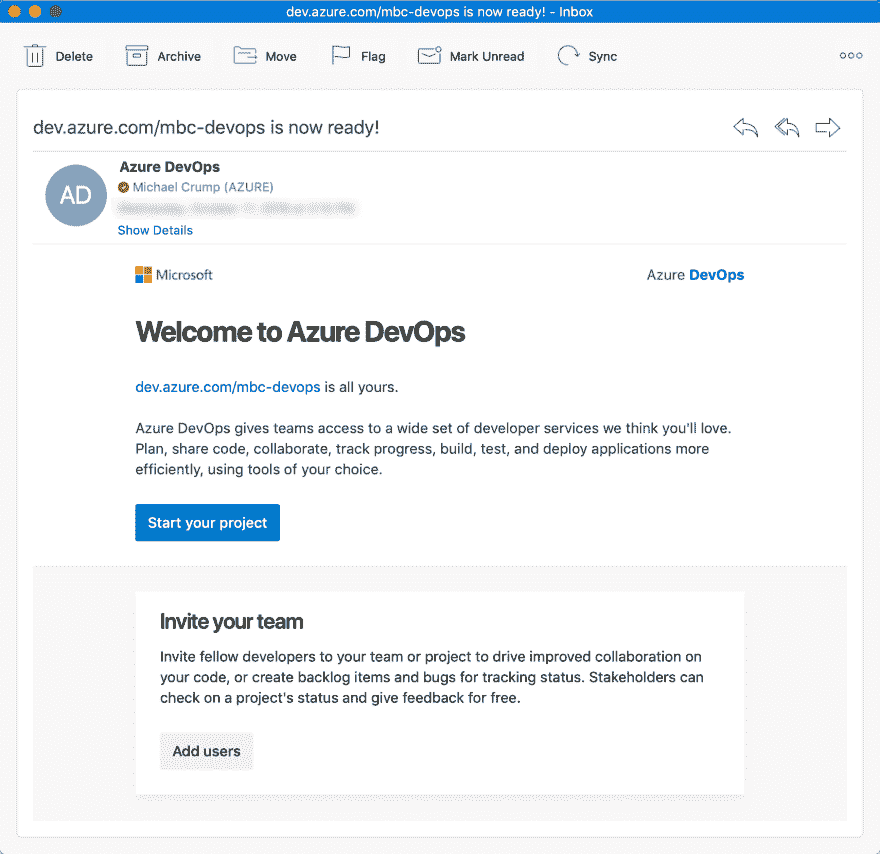 dev.azure.com/mbc-devops is now ready! - Inbox
Delete Archive Move Flag Mark Unread Sync
dev.azure.com/mbc-devops is now ready!
Azure DevOps
AD
Michael Crump (AZURE)
Show Details
Microsoft Azure DevOps
Welcome to Azure DevOps
dev.azure.com/mbc-devops is all yours.
Azure DevOps gives teams access to a wide set of developer services we think you'll love.
Plan, share code, collaborate, track progress, build, test, and deploy applications more
efficiently, using tools of your choice.
Start your project
Invite your team
Invite fellow developers to your team or project to drive improved collaboration on
your code, or create backlog items and bugs for tracking status. Stakeholders can
check on a project's status and give feedback for free.
Add users